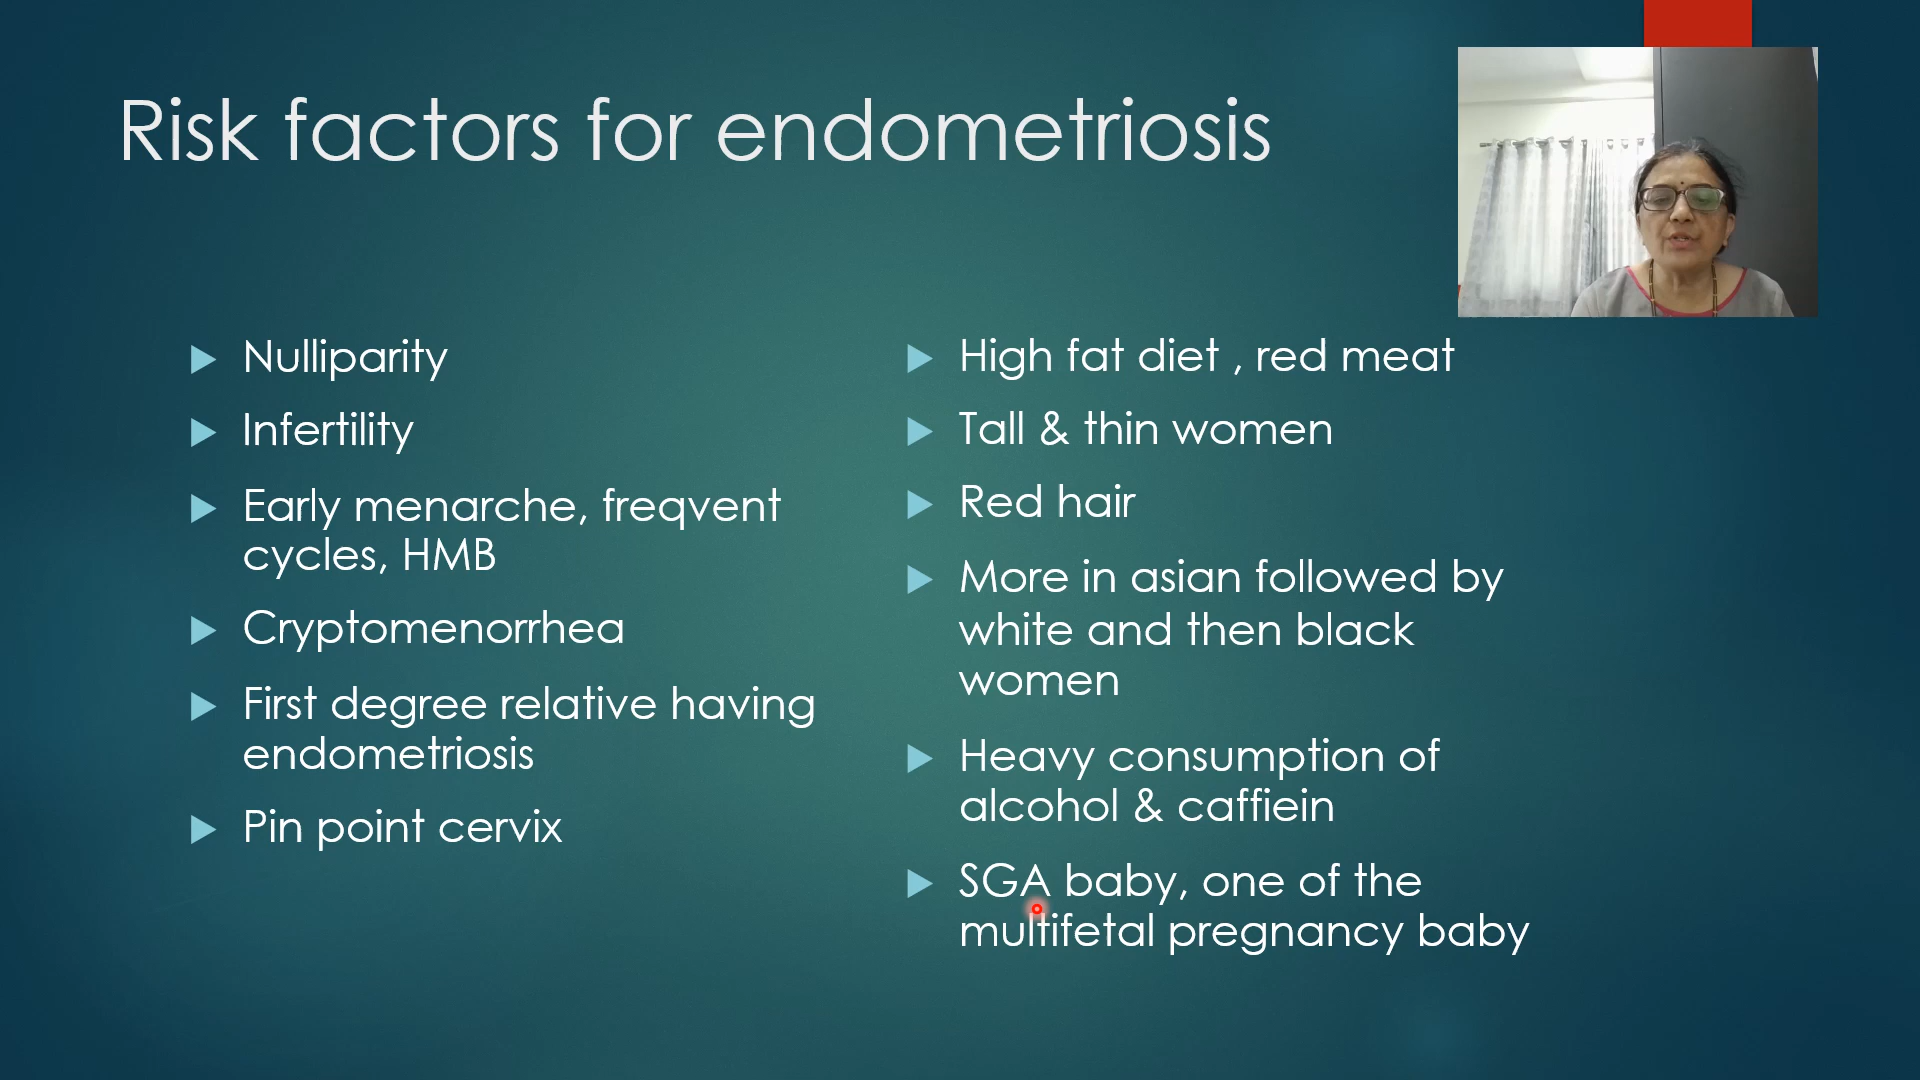 Risk factors for endometriosis
Nulliparity
Infertility
Early menarche, freqvent
cycles, HMB
Cryptomenorrhea
First degree relative having
endometriosis
Pin point cervix
High fat diet , red meat
Tall & thin women
Red hair
More in asian followed by
white and then black
women
Heavy consumption of
alcohol & caffiein
SGA baby, one of the
multifetal pregnancy baby